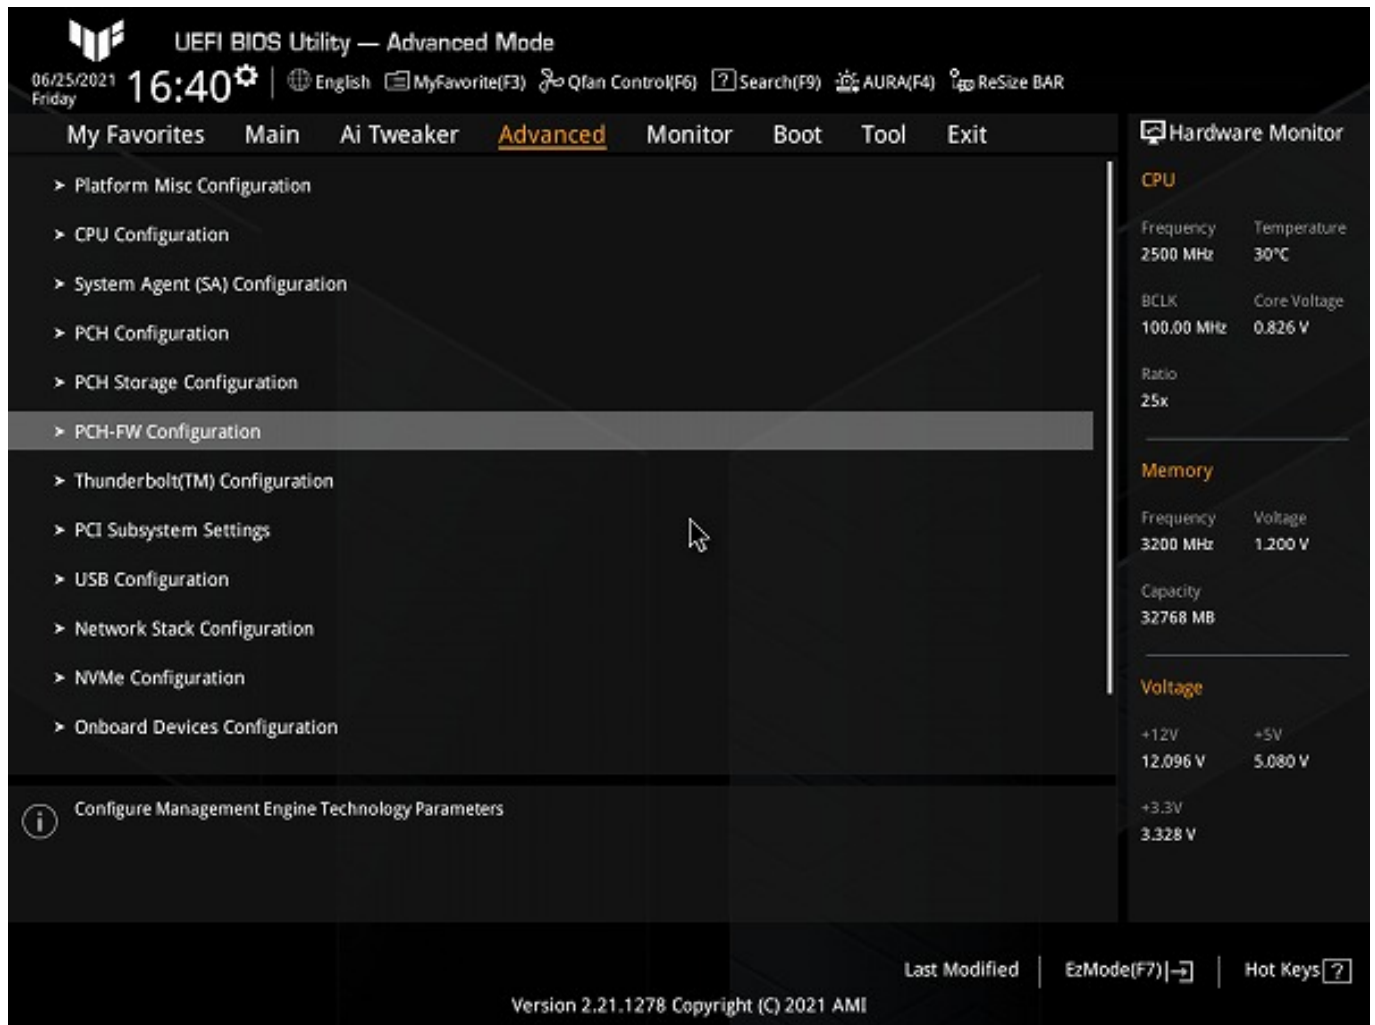 UEFI BIOS Utility — Advanced Mode
06/25/2021
Friday
16:40
English
MyFavorite(F3)
Qfan Control(F6)
? Search(F9)
AURA(F4)
ReSize BAR
My Favorites Main Ai Tweaker Advanced Monitor Boot Tool Exit
> Platform Misc Configuration
> CPU Configuration
> System Agent (SA) Configuration
> PCH Configuration
> PCH Storage Configuration
> PCH-FW Configuration
> Thunderbolt(TM) Configuration
> PCI Subsystem Settings
> USB Configuration
> Network Stack Configuration
> NVMe Configuration
> Onboard Devices Configuration
i Configure Management Engine Technology Parameters
Hardware Monitor
CPU
Frequency Temperature
2500 MHz 30°C
BCLK Core Voltage
100.00 MHz 0.826 V
Ratio
25x
Memory
Frequency Voltage
3200 MHz 1.200 V
Capacity
32768 MB
Voltage
+12V +5V
12.096 V 5.080 V
+3.3V
3.328 V
Last Modified
EzMode(F7)
Hot Keys ?
Version 2.21.1278 Copyright (C) 2021 AMI